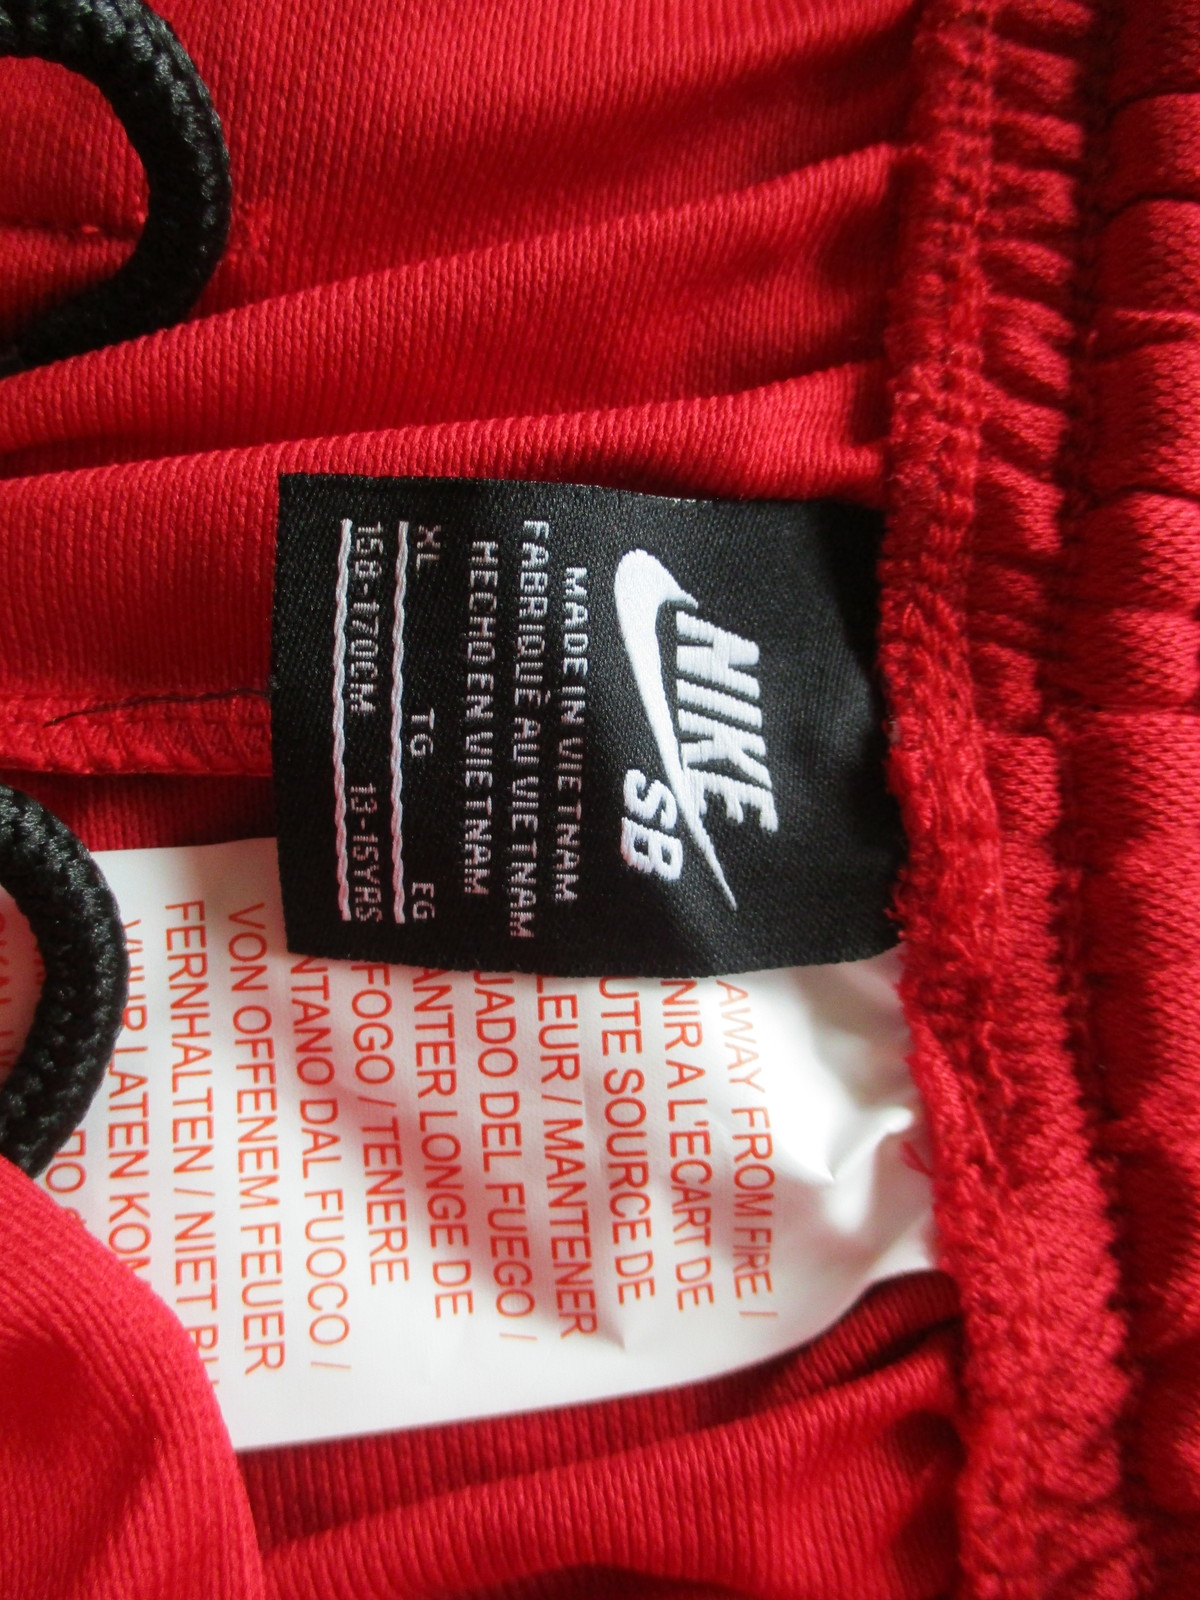 NIKE
SB
MADE IN VIETNAM
FABRIQUÉ AU VIETNAM
HECHO EN VIETNAM
XL TG EG
158-170CM 13-15YRS
AWAY FROM FIRE /
NIR A L'ECART DE
UTE SOURCE DE
LEUR / MANTENER
JADO DEL FUEGO /
ANTER LONGE DE
FOGO / TENERE
NTANO DAL FUOCO /
VON OFFENEM FEUER
FERNHALTEN / NIET
VUUR LATEN KOM